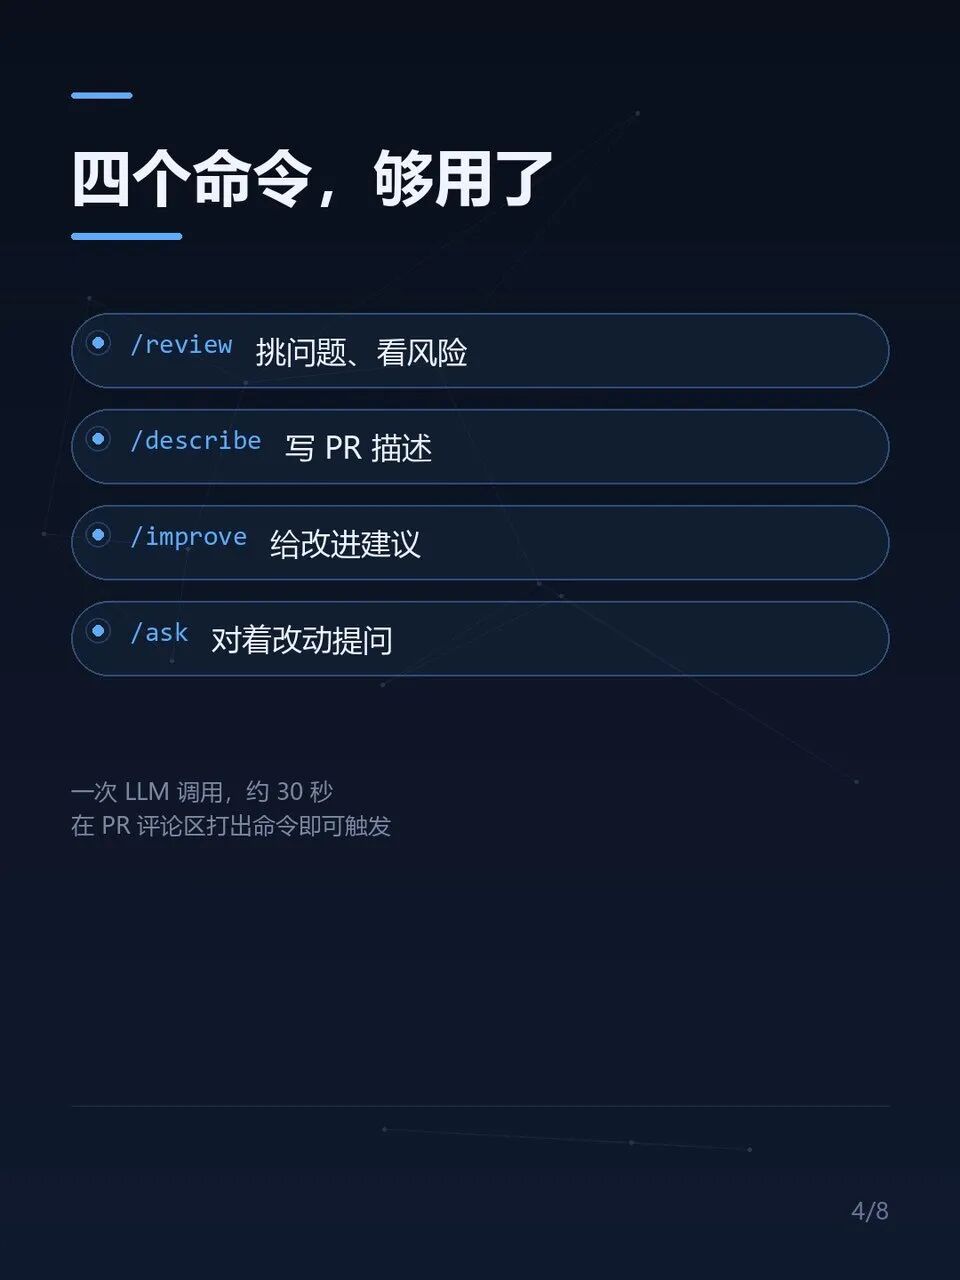 四个命令，够用了
/review 挑问题、看风险
/describe 写 PR 描述
/improve 给改进建议
/ask 对着改动提问
一次 LLM 调用，约 30 秒
在 PR 评论区打出命令即可触发
4/8